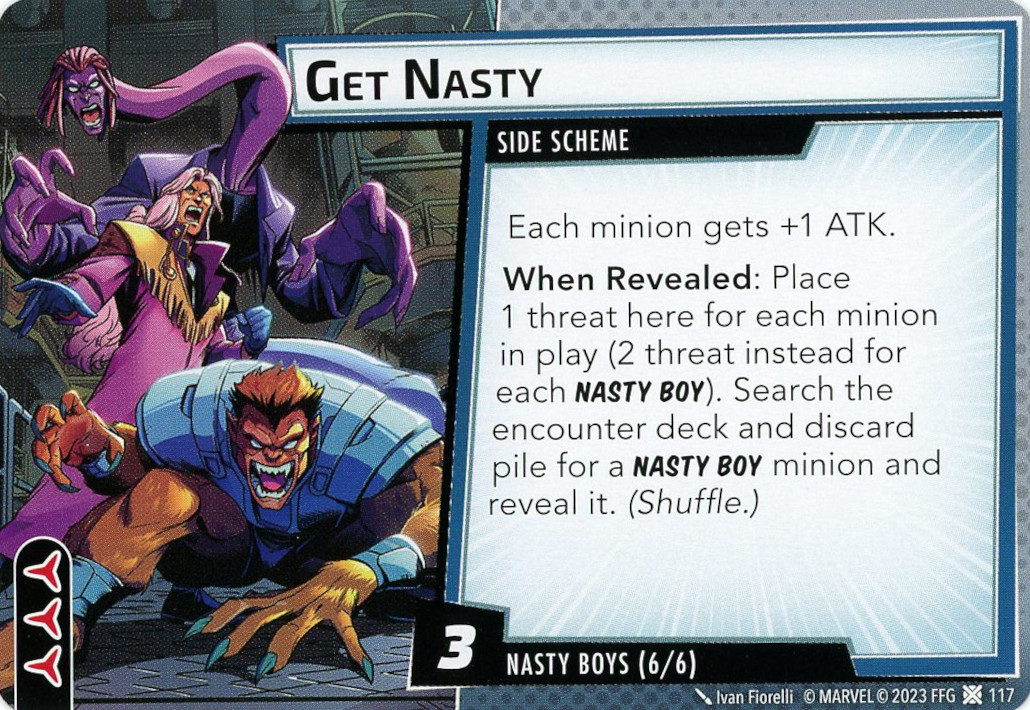 Get Nasty
SIDE SCHEME
Each minion gets +1 ATK.
When Revealed: Place
1 threat here for each minion
in play (2 threat instead for
each NASTY BOY). Search the
encounter deck and discard
pile for a NASTY BOY minion and
reveal it. (Shuffle.)
3
NASTY BOYS (6/6)
Ivan Fiorelli © MARVEL © 2023 FFG 117